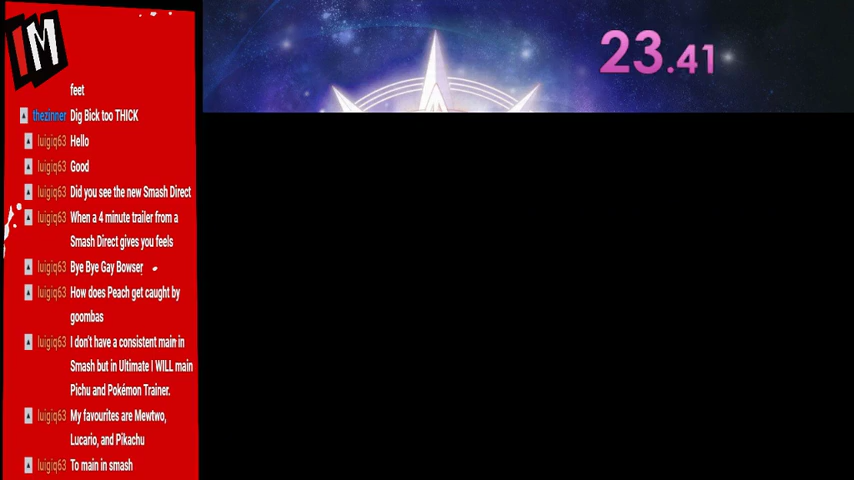 IM
23.41
feet
thezinner Dig Bick too THICK
luigiq63 Hello
luigiq63 Good
luigiq63 Did you see the new Smash Direct
luigiq63 When a 4 minute trailer from a
Smash Direct gives you feels
luigiq63 Bye Bye Gay Bowser
luigiq63 How does Peach get caught by
goombas
luigiq63 I don't have a consistent main in
Smash but in Ultimate I WILL main
Pichu and Pokémon Trainer.
luigiq63 My favourites are Mewtwo,
Lucario, and Pikachu
luigiq63 To main in smash